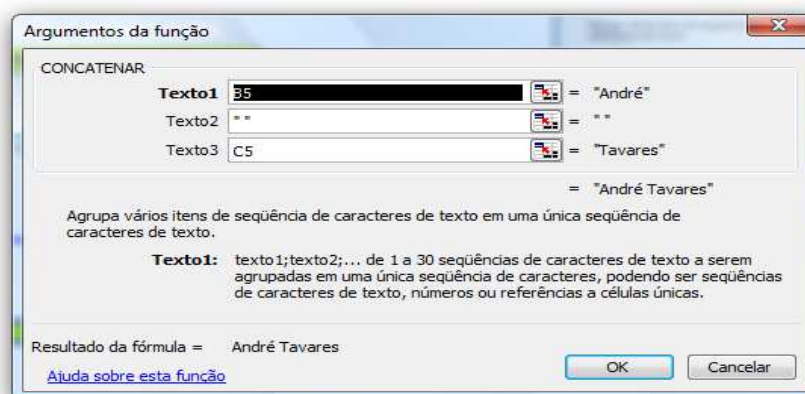 Argumentos da função
CONCATENAR
Texto1 B5 = "André"
Texto2 " " = " "
Texto3 C5 = "Tavares"
= "André Tavares"
Agrupa vários itens de seqüência de caracteres de texto em uma única seqüência de
caracteres de texto.
Texto1: texto1;texto2;... de 1 a 30 seqüências de caracteres de texto a serem
agrupadas em uma única seqüência de caracteres, podendo ser seqüências
de caracteres de texto, números ou referências a células únicas.
Resultado da fórmula = André Tavares
Ajuda sobre esta função
OK
Cancelar